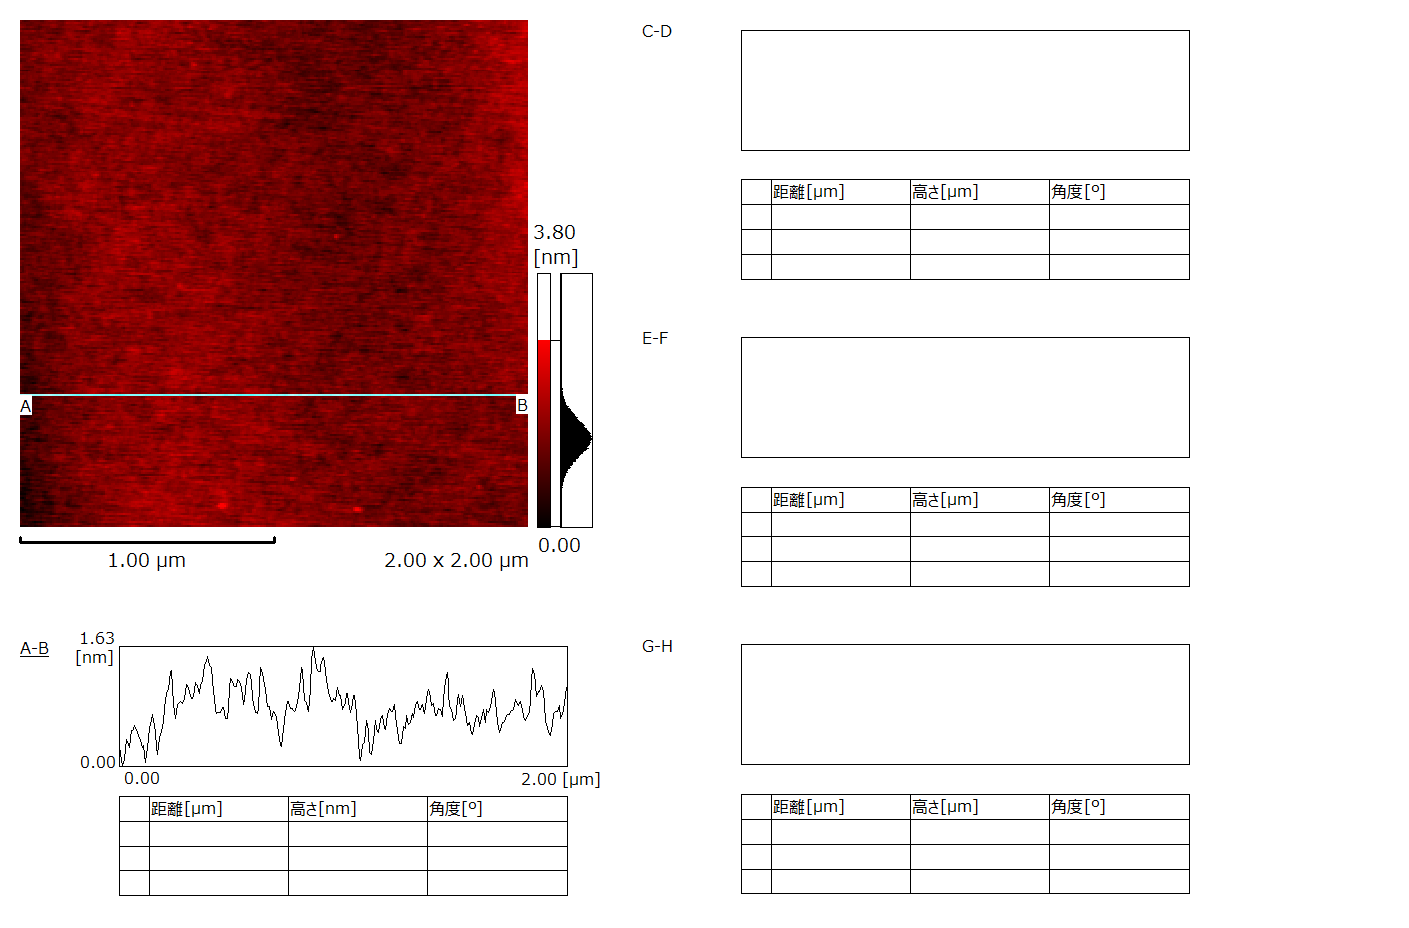 C-D
距離[µm] 高さ[µm] 角度[°]
3.80
[nm]
E-F
A
B
距離[µm] 高さ[µm] 角度[°]
0.00
1.00 µm
2.00 x 2.00 µm
A-B
1.63
[nm]
0.00
0.00
2.00 [µm]
距離[µm] 高さ[nm] 角度[°]
G-H
距離[µm] 高さ[µm] 角度[°]